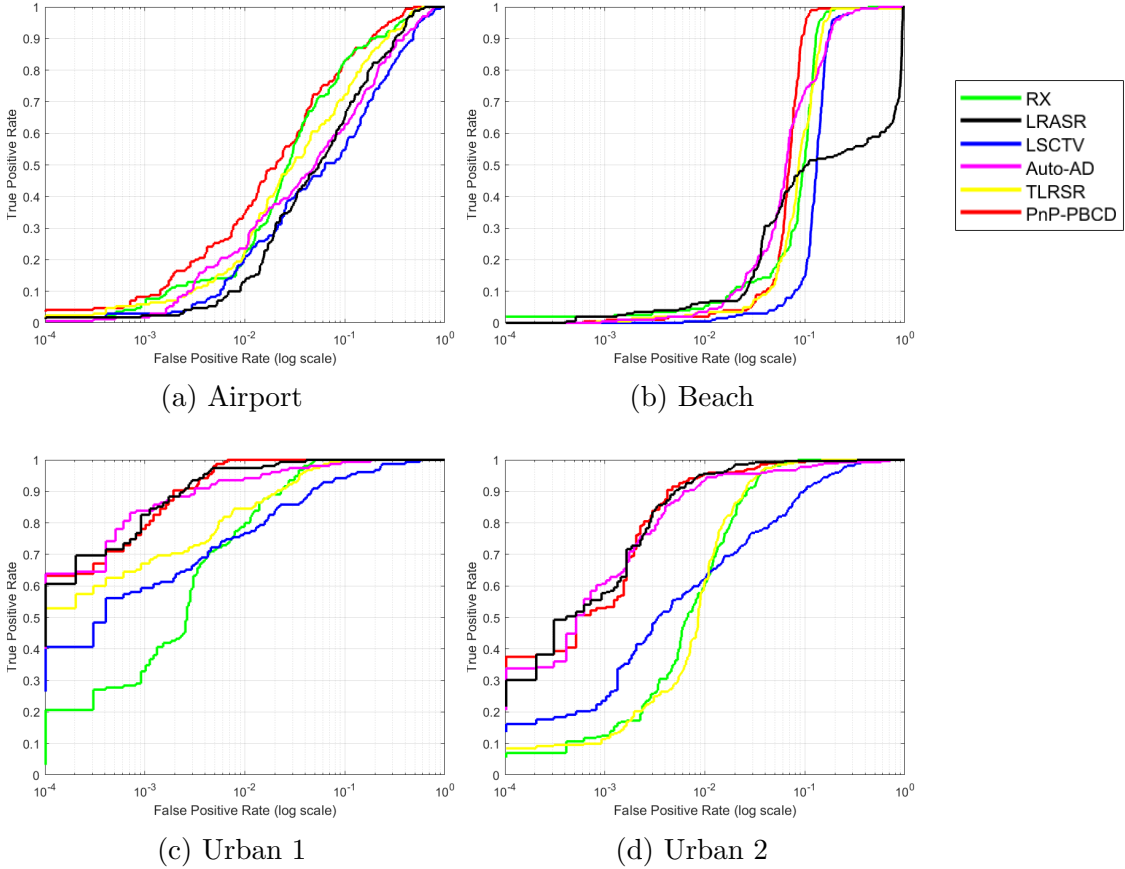 1
0.9
0.8
0.7
0.6
0.5
0.4
0.3
0.2
0.1
0
True Positive Rate
10-4 10-3 10-2 10-1 100
False Positive Rate (log scale)
(a) Airport
1
0.9
0.8
0.7
0.6
0.5
0.4
0.3
0.2
0.1
0
True Positive Rate
10-4 10-3 10-2 10-1 100
False Positive Rate (log scale)
(b) Beach
RX
LRASR
LSCTV
Auto-AD
TLRSR
PnP-PBCD
1
0.9
0.8
0.7
0.6
0.5
0.4
0.3
0.2
0.1
0
True Positive Rate
10-4 10-3 10-2 10-1 100
False Positive Rate (log scale)
(c) Urban 1
1
0.9
0.8
0.7
0.6
0.5
0.4
0.3
0.2
0.1
0
True Positive Rate
10-4 10-3 10-2 10-1 100
False Positive Rate (log scale)
(d) Urban 2